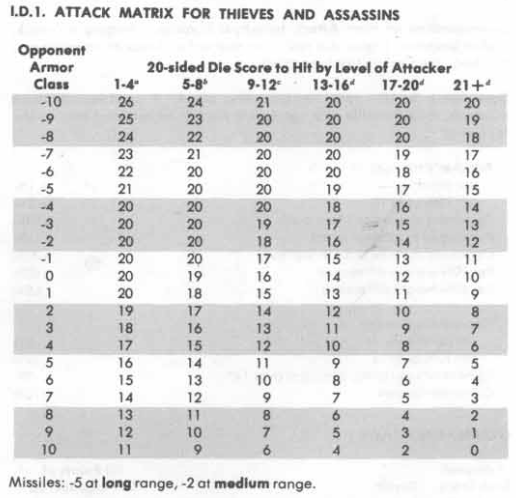 I.D.1. ATTACK MATRIX FOR THIEVES AND ASSASSINS
Opponent
Armor 20-sided Die Score to Hit by Level of Attacker
Class 1-4ᵃ 5-8ᵇ 9-12ᶜ 13-16ᵈ 17-20ᵈ 21+ᵈ
-10 26 24 21 20 20 20
-9 25 23 20 20 20 19
-8 24 22 20 20 20 18
-7 23 21 20 20 19 17
-6 22 20 20 20 18 16
-5 21 20 20 19 17 15
-4 20 20 20 18 16 14
-3 20 20 19 17 15 13
-2 20 20 18 16 14 12
-1 20 20 17 15 13 11
0 20 19 16 14 12 10
1 20 18 15 13 11 9
2 19 17 14 12 10 8
3 18 16 13 11 9 7
4 17 15 12 10 8 6
5 16 14 11 9 7 5
6 15 13 10 8 6 4
7 14 12 9 7 5 3
8 13 11 8 6 4 2
9 12 10 7 5 3
10 11 9 6 4 2 0
Missiles: -5 at long range, -2 at medium range.